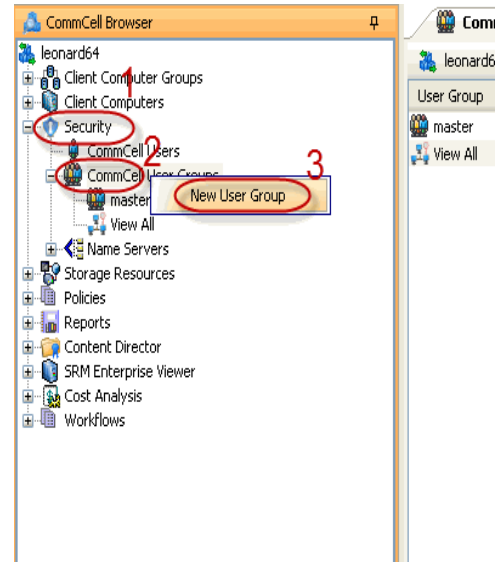 CommCell Browser
leonard64
Client Computer Groups
1
Client Computers
Security
2
CommCell Users
CommCell User Groups
3
New User Group
master
View All
Name Servers
Storage Resources
Policies
Reports
Content Director
SRM Enterprise Viewer
Cost Analysis
Workflows
Comm
leonard6
User Group
master
View All